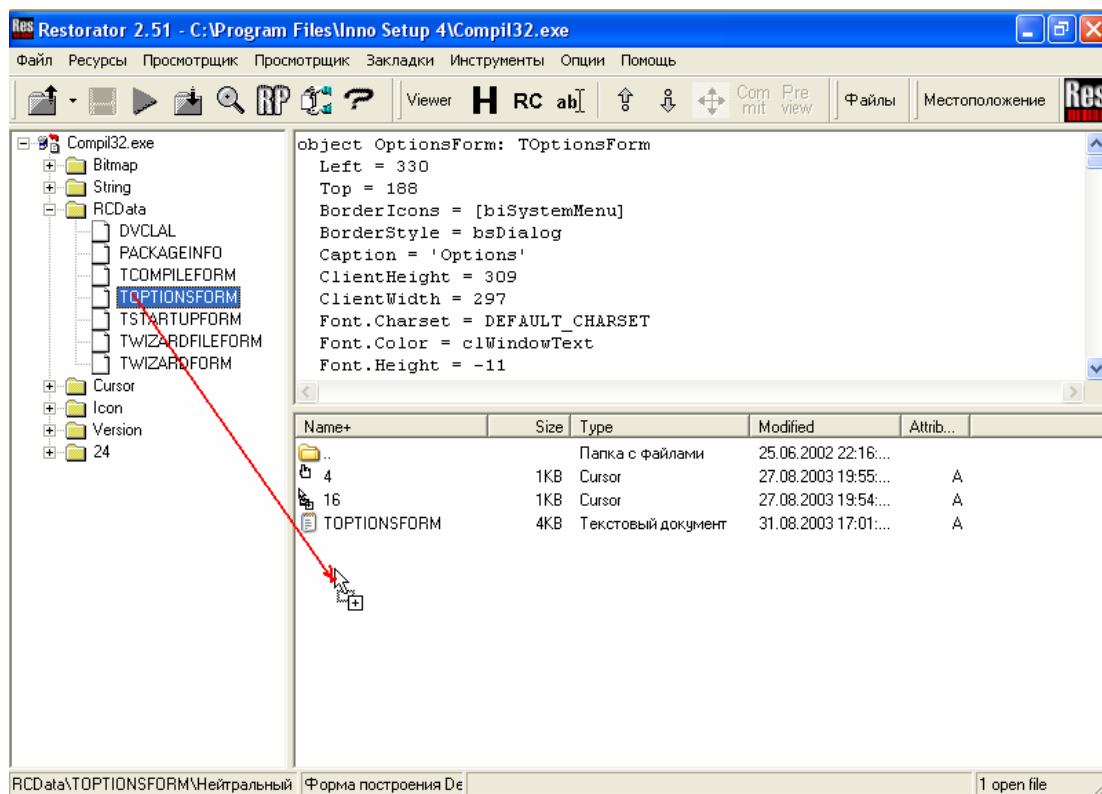 Res Restorator 2.51 - C:\Program Files\Inno Setup 4\Compil32.exe
Файл Ресурсы Просмотрщик Просмотрщик Закладки Инструменты Опции Помощь
RP Viewer H RC ab Com mit Pre view Файлы Местоположение Res
Compil32.exe
Bitmap
String
RCData
DVCLAL
PACKAGEINFO
TCOMPILEFORM
TOPTIONSFORM
TSTARTUPFORM
TWIZARDFILEFORM
TWIZARDFORM
Cursor
Icon
Version
24
object OptionsForm: TOptionsForm
Left = 330
Top = 188
BorderIcons = [biSystemMenu]
BorderStyle = bsDialog
Caption = 'Options'
ClientHeight = 309
ClientWidth = 297
Font.Charset = DEFAULT_CHARSET
Font.Color = clWindowText
Font.Height = -11
Name+ Size Type Modified Attrib...
.. Папка с файлами 25.06.2002 22:16:...
4 1KB Cursor 27.08.2003 19:55:... A
16 1KB Cursor 27.08.2003 19:54:... A
TOPTIONSFORM 4KB Текстовый документ 31.08.2003 17:01:... A
RCData\TOPTIONSFORM\Нейтральный Форма построения De 1 open file